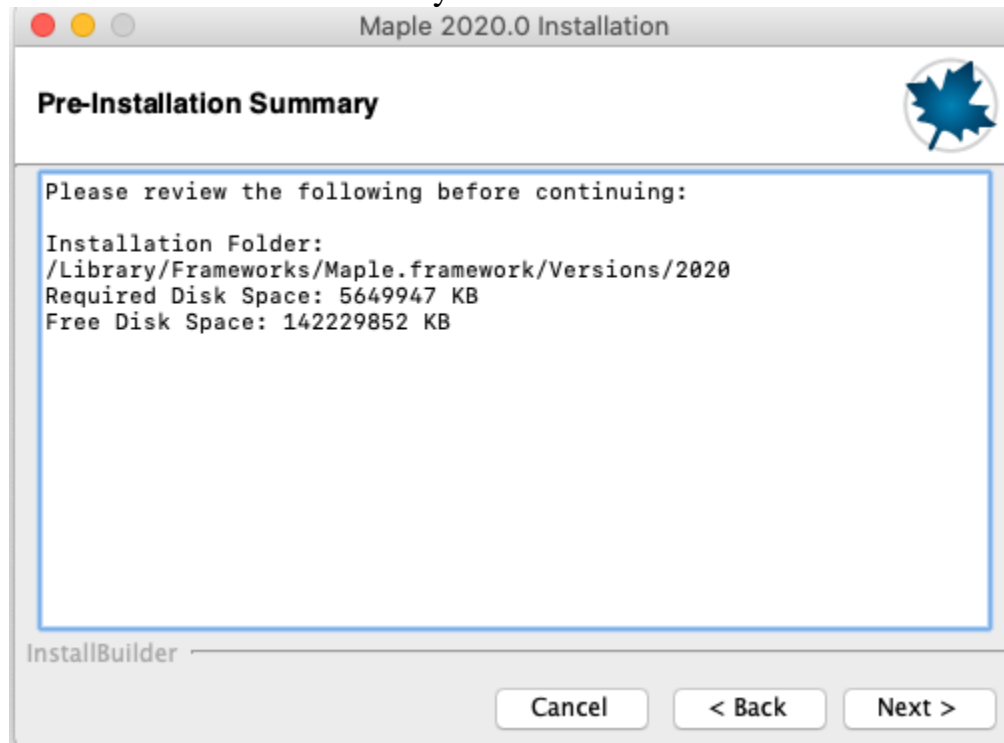 Maple 2020.0 Installation
Pre-Installation Summary
Please review the following before continuing:
Installation Folder:
/Library/Frameworks/Maple.framework/Versions/2020
Required Disk Space: 5649947 KB
Free Disk Space: 142229852 KB
InstallBuilder
Cancel
< Back
Next >